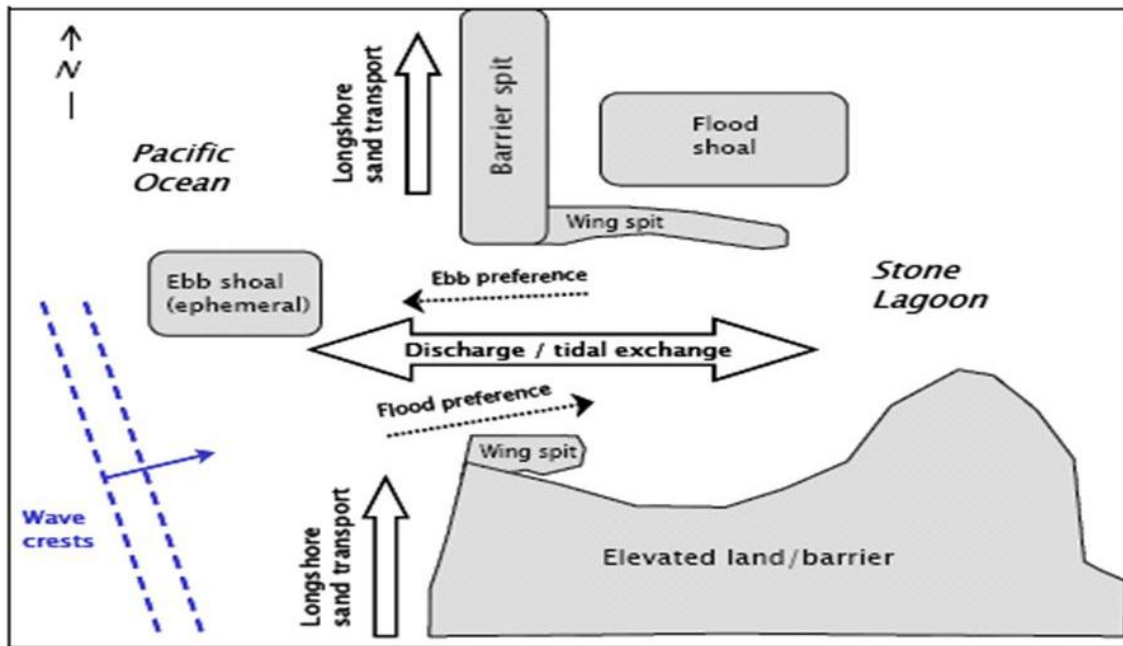 N
Pacific
Ocean
Longshore
sand transport
Barrier spit
Flood
shoal
Wing spit
Ebb shoal
(ephemeral)
Ebb preference
Stone
Lagoon
Discharge / tidal exchange
Flood preference
Wing spit
Wave
crests
Longshore
sand transport
Elevated land/barrier